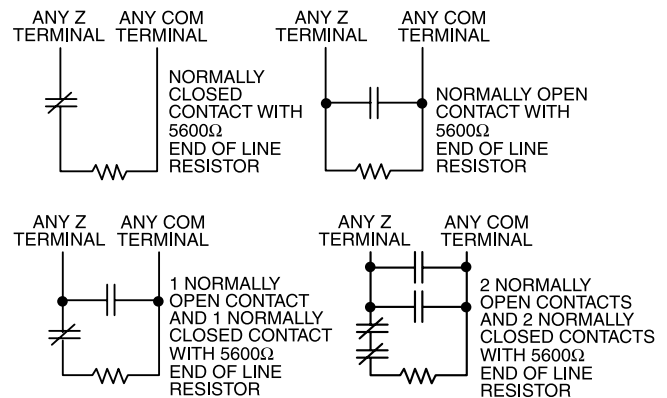 ANY Z ANY COM
TERMINAL TERMINAL
NORMALLY
CLOSED
CONTACT WITH
5600Ω
END OF LINE
RESISTOR
ANY Z ANY COM
TERMINAL TERMINAL
NORMALLY OPEN
CONTACT WITH
5600Ω
END OF LINE
RESISTOR
ANY Z ANY COM
TERMINAL TERMINAL
1 NORMALLY
OPEN CONTACT
AND 1 NORMALLY
CLOSED CONTACT
WITH 5600Ω
END OF LINE
RESISTOR
ANY Z ANY COM
TERMINAL TERMINAL
2 NORMALLY
OPEN CONTACTS
AND 2 NORMALLY
CLOSED CONTACTS
WITH 5600Ω
END OF LINE
RESISTOR